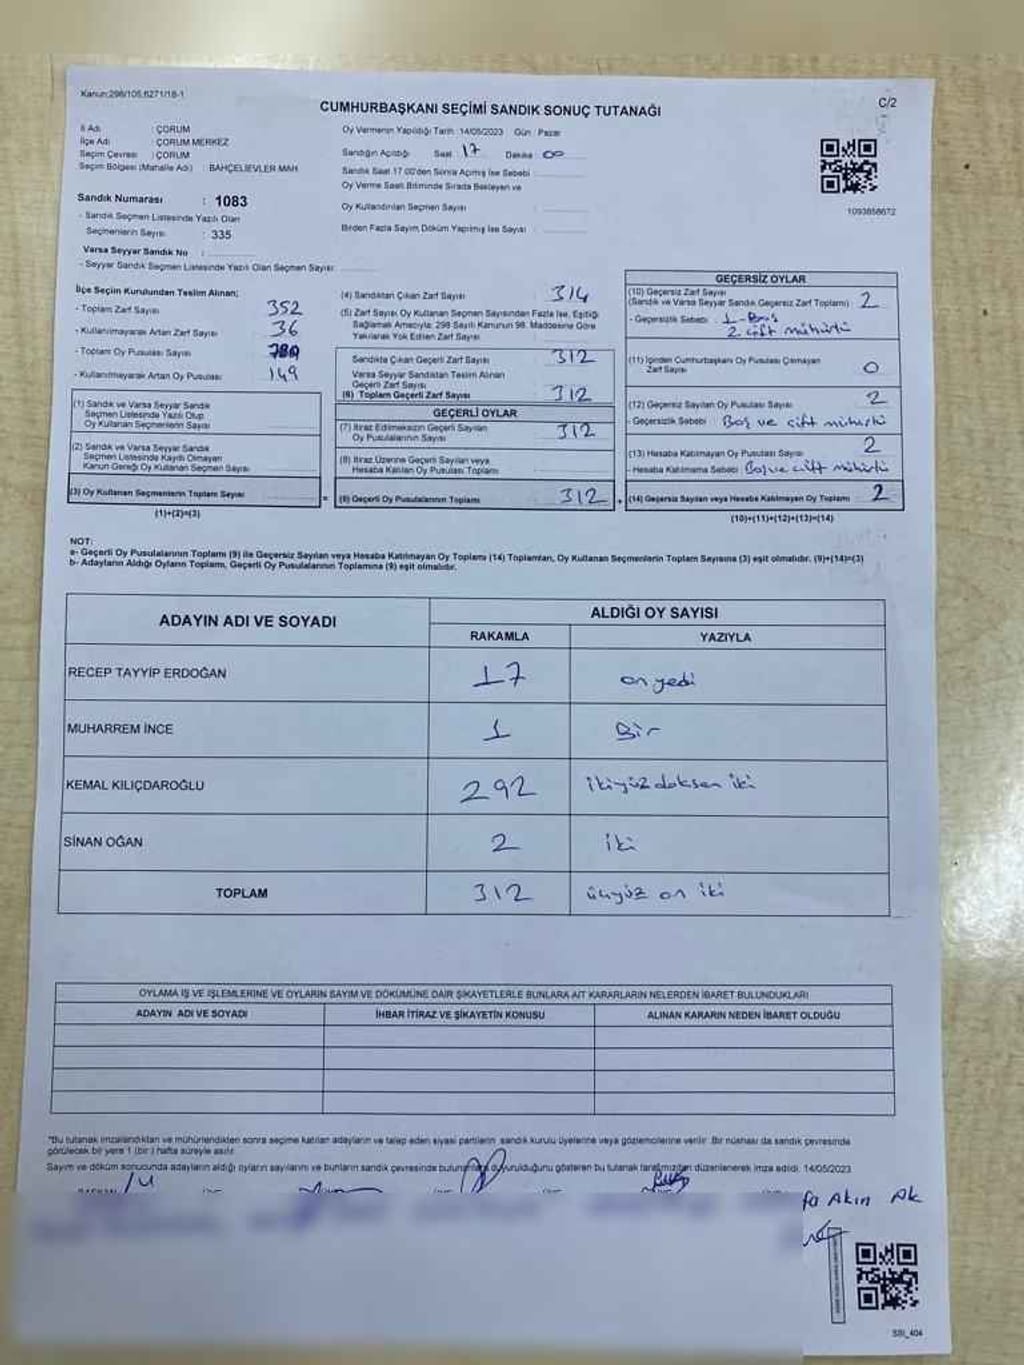 Kanun:298/105,6271/18-1
CUMHURBAŞKANI SEÇİMİ SANDIK SONUÇ TUTANAĞI
C/2
İl Adı : ÇORUM
İlçe Adı : ÇORUM MERKEZ
Seçim Çevresi : ÇORUM
Seçim Bölgesi (Mahalle Adı) : BAHÇELİEVLER MAH
Sandık Numarası : 1083
- Sandık Seçmen Listesinde Yazılı Olan
Seçmenlerin Sayısı : 335
Varsa Seyyar Sandık No :
- Seyyar Sandık Seçmen Listesinde Yazılı Olan Seçmen Sayısı
Oy Vermenin Yapıldığı Tarih : 14/05/2023 Gün : Pazar
Sandığın Açıldığı Saat : 17 Dakika : 00
Sandık Saat 17.00'den Sonra Açılmış İse Sebebi :
Oy Verme Saati Bitiminde Sırada Bekleyen ve
Oy Kullandırılan Seçmen Sayısı :
Birden Fazla Sayım Döküm Yapılmış İse Sayısı :
1093858672
İlçe Seçim Kurulundan Teslim Alınan;
- Toplam Zarf Sayısı 352
- Kullanılmayarak Artan Zarf Sayısı 36
- Toplam Oy Pusulası Sayısı
- Kullanılmayarak Artan Oy Pusulası 149
(1) Sandık ve Varsa Seyyar Sandık
Seçmen Listesinde Yazılı Olup
Oy Kullanan Seçmenlerin Sayısı
(2) Sandık ve Varsa Seyyar Sandık
Seçmen Listesinde Kaydı Olmayan
Kanun Gereği Oy Kullanan Seçmen Sayısı
(3) Oy Kullanan Seçmenlerin Toplam Sayısı =
(1)+(2)=(3)
(4) Sandıktan Çıkan Zarf Sayısı 314
(5) Zarf Sayısı Oy Kullanan Seçmen Sayısından Fazla İse, Eşitliği
Sağlamak Amacıyla; 298 Sayılı Kanunun 98. Maddesine Göre
Yakılarak Yok Edilen Zarf Sayısı
Sandıkta Çıkan Geçerli Zarf Sayısı 312
Varsa Seyyar Sandıktan Teslim Alınan
Geçerli Zarf Sayısı
(6) Toplam Geçerli Zarf Sayısı 312
GEÇERLİ OYLAR
(7) İtiraz Edilmeksizin Geçerli Sayılan
Oy Pusulalarının Sayısı 312
(8) İtiraz Üzerine Geçerli Sayılan veya
Hesaba Katılan Oy Pusulası Toplamı
(9) Geçerli Oy Pusulalarının Toplamı 312 +
GEÇERSİZ OYLAR
(10) Geçersiz Zarf Sayısı
(Sandık ve Varsa Seyyar Sandık Geçersiz Zarf Toplamı) 2
- Geçersizlik Sebebi : 1 - Boş
2 çift mühürlü
(11) İçinden Cumhurbaşkanı Oy Pusulası Çıkmayan
Zarf Sayısı 0
(12) Geçersiz Sayılan Oy Pusulası Sayısı 2
- Geçersizlik Sebebi Boş ve çift mühürlü
(13) Hesaba Katılmayan Oy Pusulası Sayısı 2
- Hesaba Katılmama Sebebi Boş ve çift mühürlü
(14) Geçersiz Sayılan veya Hesaba Katılmayan Oy Toplamı 2
(10)+(11)+(12)+(13)=(14)
NOT:
a- Geçerli Oy Pusulalarının Toplamı (9) ile Geçersiz Sayılan veya Hesaba Katılmayan Oy Toplamı (14) Toplamları, Oy Kullanan Seçmenlerin Toplam Sayısına (3) eşit olmalıdır. (9)+(14)=(3)
b- Adayların Aldığı Oyların Toplamı, Geçerli Oy Pusulalarının Toplamına (9) eşit olmalıdır.
ADAYIN ADI VE SOYADI
ALDIĞI OY SAYISI
RAKAMLA YAZIYLA
RECEP TAYYİP ERDOĞAN 17 on yedi
MUHARREM İNCE 1 Bir
KEMAL KILIÇDAROĞLU 292 ikiyüz doksan iki
SİNAN OĞAN 2 iki
TOPLAM 312 üçyüz on iki
OYLAMA İŞ VE İŞLEMLERİNE VE OYLARIN SAYIM VE DÖKÜMÜNE DAİR ŞİKAYETLERLE BUNLARA AİT KARARLARIN NELERDEN İBARET BULUNDUKLARI
ADAYIN ADI VE SOYADI İHBAR İTİRAZ VE ŞİKAYETİN KONUSU ALINAN KARARIN NEDEN İBARET OLDUĞU
*Bu tutanak imzalandıktan ve mühürlendikten sonra seçime katılan adayların ve talep eden siyasi partilerin sandık kurulu üyelerine veya gözlemcilerine verilir. Bir nüshası da sandık çevresinde
görülecek bir yere 1 (bir) hafta süreyle asılır.
Sayım ve döküm sonucunda adayların aldığı oyların sayılarını ve bunların sandık çevresinde duyurulduğunu gösteren bu tutanak tarafımızdan düzenlenerek imza edildi. 14/05/2023
Akın Ak
SSI_404